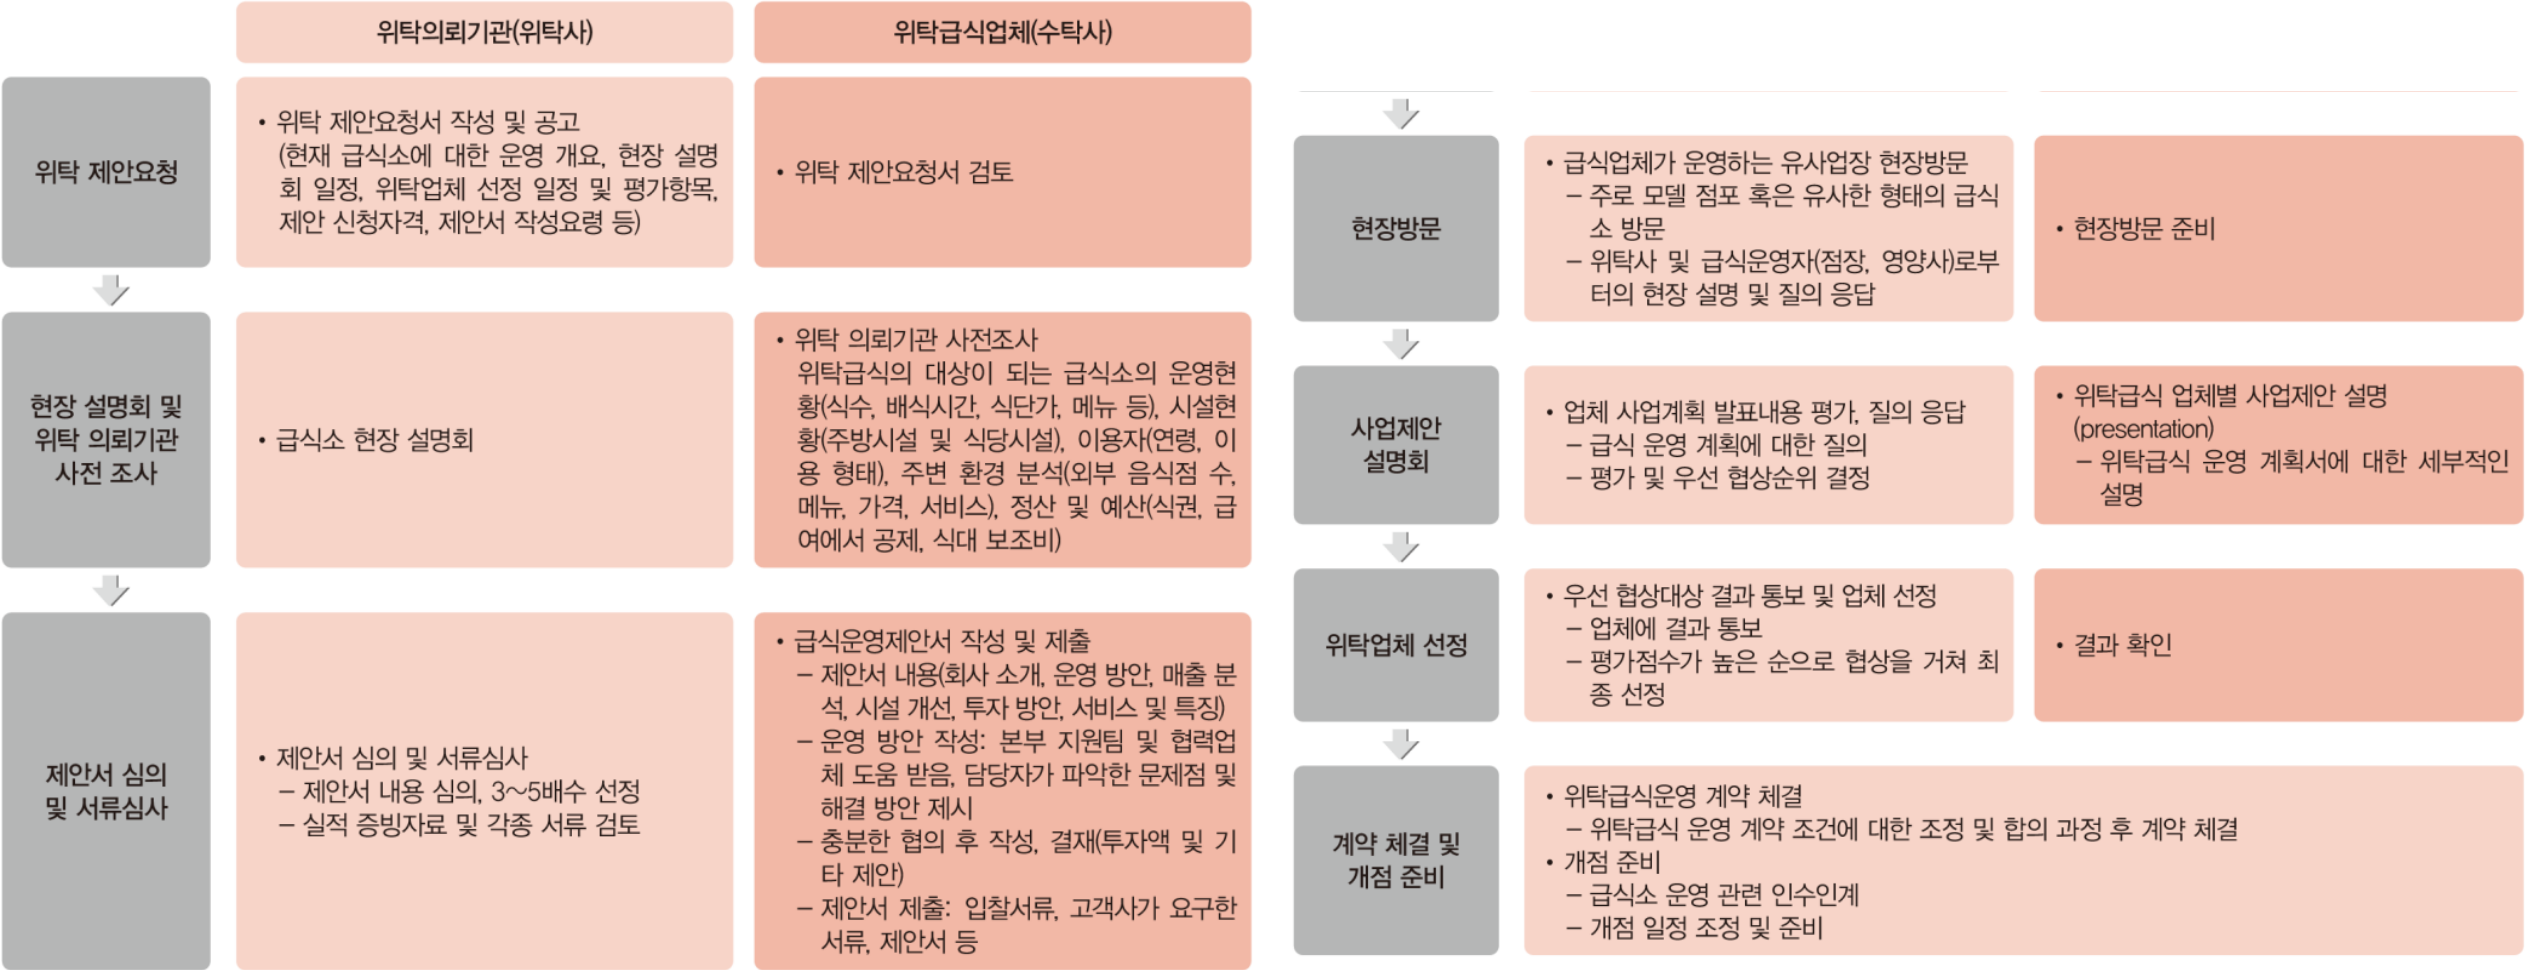 위탁의뢰기관(위탁사)
위탁급식업체(수탁사)
위탁 제안요청
• 위탁 제안요청서 작성 및 공고
(현재 급식소에 대한 운영 개요, 현장 설명
회 일정, 위탁업체 선정 일정 및 평가항목,
제안 신청자격, 제안서 작성요령 등)
• 위탁 제안요청서 검토
현장 설명회 및
위탁 의뢰기관
사전 조사
• 급식소 현장 설명회
• 위탁 의뢰기관 사전조사
위탁급식의 대상이 되는 급식소의 운영현
황(식수, 배식시간, 식단가, 메뉴 등), 시설현
황(주방시설 및 식당시설), 이용자(연령, 이
용 형태), 주변 환경 분석(외부 음식점 수,
메뉴, 가격, 서비스), 정산 및 예산(식권, 급
여에서 공제, 식대 보조비)
제안서 심의
및 서류심사
• 제안서 심의 및 서류심사
– 제안서 내용 심의, 3~5배수 선정
– 실적 증빙자료 및 각종 서류 검토
• 급식운영제안서 작성 및 제출
– 제안서 내용(회사 소개, 운영 방안, 매출 분
석, 시설 개선, 투자 방안, 서비스 및 특징)
– 운영 방안 작성: 본부 지원팀 및 협력업
체 도움 받음, 담당자가 파악한 문제점 및
해결 방안 제시
– 충분한 협의 후 작성, 결재(투자액 및 기
타 제안)
– 제안서 제출: 입찰서류, 고객사가 요구한
서류, 제안서 등
현장방문
• 급식업체가 운영하는 유사업장 현장방문
– 주로 모델 점포 혹은 유사한 형태의 급식
소 방문
– 위탁사 및 급식운영자(점장, 영양사)로부
터의 현장 설명 및 질의 응답
• 현장방문 준비
사업제안
설명회
• 업체 사업계획 발표내용 평가, 질의 응답
– 급식 운영 계획에 대한 질의
– 평가 및 우선 협상순위 결정
• 위탁급식 업체별 사업제안 설명
(presentation)
– 위탁급식 운영 계획서에 대한 세부적인
설명
위탁업체 선정
• 우선 협상대상 결과 통보 및 업체 선정
– 업체에 결과 통보
– 평가점수가 높은 순으로 협상을 거쳐 최
종 선정
• 결과 확인
계약 체결 및
개점 준비
• 위탁급식운영 계약 체결
– 위탁급식 운영 계약 조건에 대한 조정 및 합의 과정 후 계약 체결
• 개점 준비
– 급식소 운영 관련 인수인계
– 개점 일정 조정 및 준비